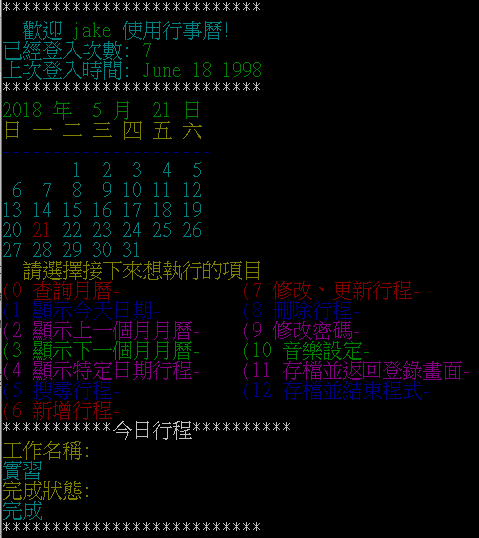 **************************
歡迎 jake 使用行事曆!
已經登入次數: 7
上次登入時間: June 18 1998
**************************
2018 年 5 月 21 日
日 一 二 三 四 五 六
---------------------
1 2 3 4 5
6 7 8 9 10 11 12
13 14 15 16 17 18 19
20 21 22 23 24 25 26
27 28 29 30 31
請選擇接下來想執行的項目
(0 查詢月曆- (7 修改、更新行程-
(1 顯示今天日期- (8 刪除行程-
(2 顯示上一個月月曆- (9 修改密碼-
(3 顯示下一個月月曆- (10 音樂設定-
(4 顯示特定日期行程- (11 存檔並返回登錄畫面-
(5 搜尋行程- (12 存檔並結束程式-
(6 新增行程-
***********今日行程**********
工作名稱:
實習
完成狀態:
完成
**************************